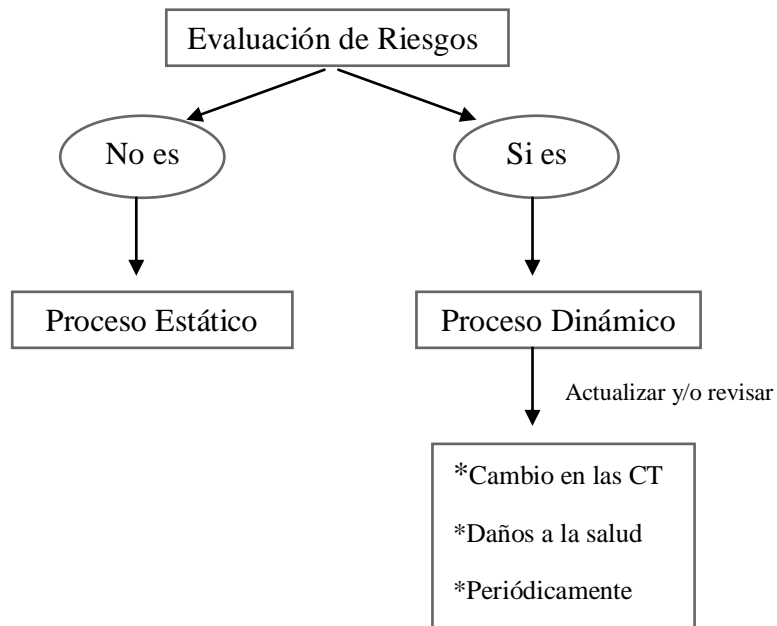 Evaluación de Riesgos
No es
Si es
Proceso Estático
Proceso Dinámico
Actualizar y/o revisar
*Cambio en las CT
*Daños a la salud
*Periódicamente